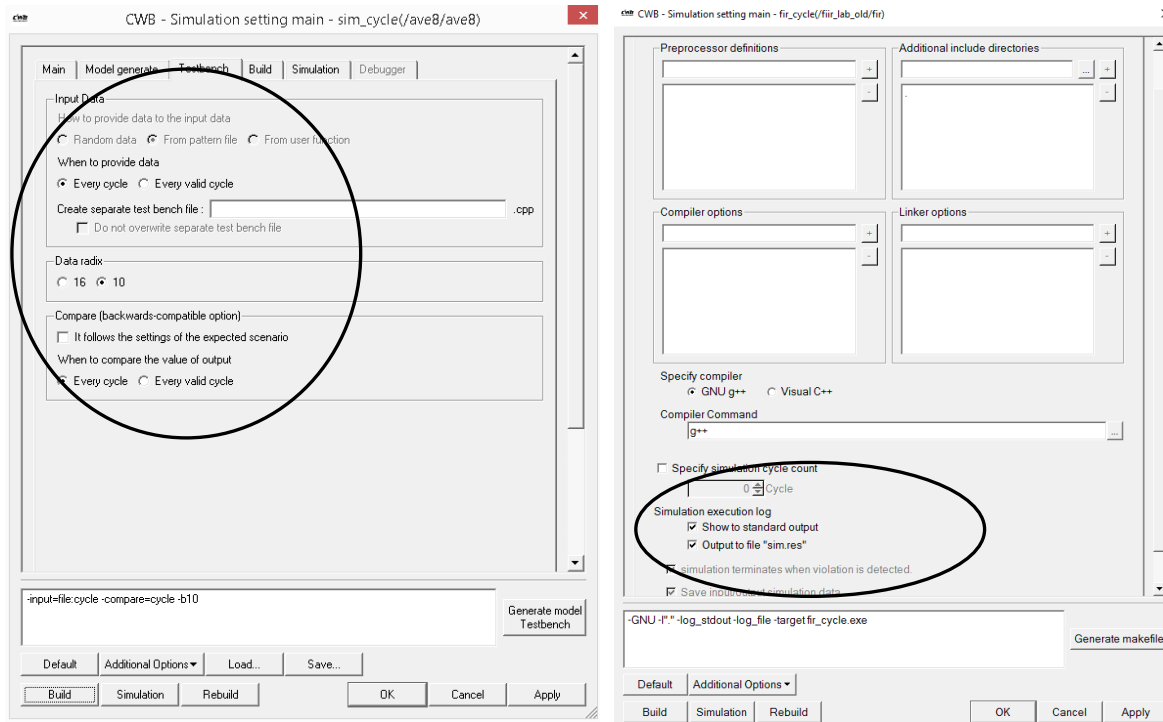 CWB - Simulation setting main - sim_cycle(/ave8/ave8)
Main Model generate Testbench Build Simulation Debugger
Input Data
How to provide data to the input data
Random data From pattern file From user function
When to provide data
Every cycle Every valid cycle
Create separate test bench file : .cpp
Do not overwrite separate test bench file
Data radix
16 10
Compare (backwards-compatible option)
It follows the settings of the expected scenario
When to compare the value of output
Every cycle Every valid cycle
-input=file:cycle -compare=cycle -b10
Generate model
Testbench
Default Additional Options Load... Save...
Build Simulation Rebuild OK Cancel Apply
CWB - Simulation setting main - fir_cycle(/fiir_lab_old/fir)
Preprocessor definitions Additional include directories
+ ... +
- . -
Compiler options Linker options
+ +
- -
Specify compiler
GNU g++ Visual C++
Compiler Command
g++ ...
Specify simulation cycle count
0 Cycle
Simulation execution log
Show to standard output
Output to file "sim.res"
simulation terminates when violation is detected.
Save input/output simulation data
-GNU -I"." -log_stdout -log_file -target fir_cycle.exe
Generate makefile
Default Additional Options
Build Simulation Rebuild OK Cancel Apply